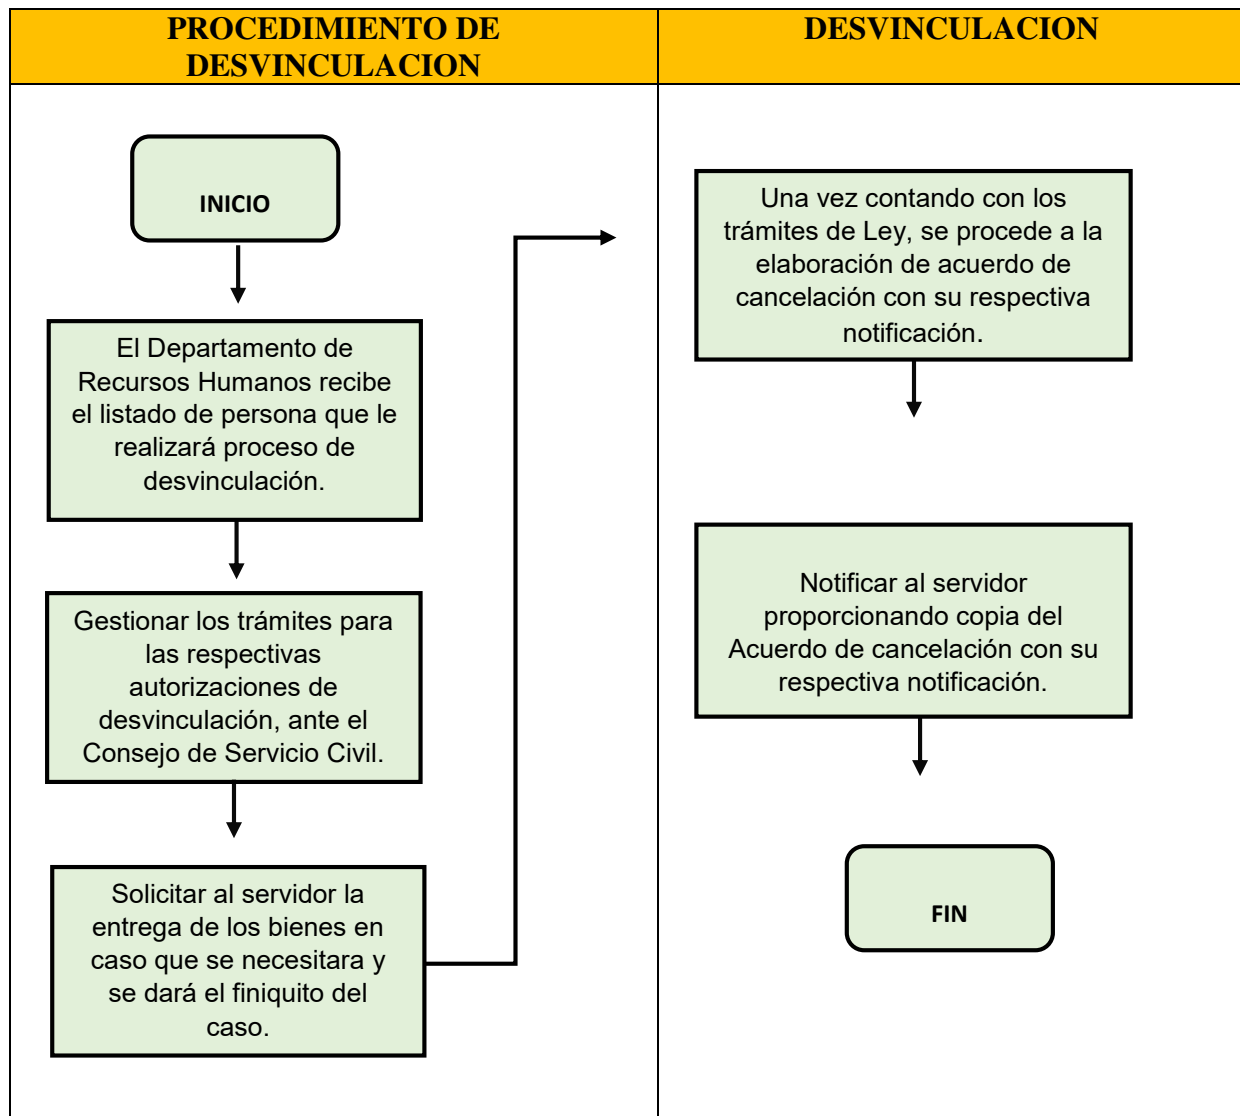 PROCEDIMIENTO DE
DESVINCULACION
DESVINCULACION
INICIO
El Departamento de
Recursos Humanos recibe
el listado de persona que le
realizará proceso de
desvinculación.
Gestionar los trámites para
las respectivas
autorizaciones de
desvinculación, ante el
Consejo de Servicio Civil.
Solicitar al servidor la
entrega de los bienes en
caso que se necesitara y
se dará el finiquito del
caso.
Una vez contando con los
trámites de Ley, se procede a la
elaboración de acuerdo de
cancelación con su respectiva
notificación.
Notificar al servidor
proporcionando copia del
Acuerdo de cancelación con su
respectiva notificación.
FIN